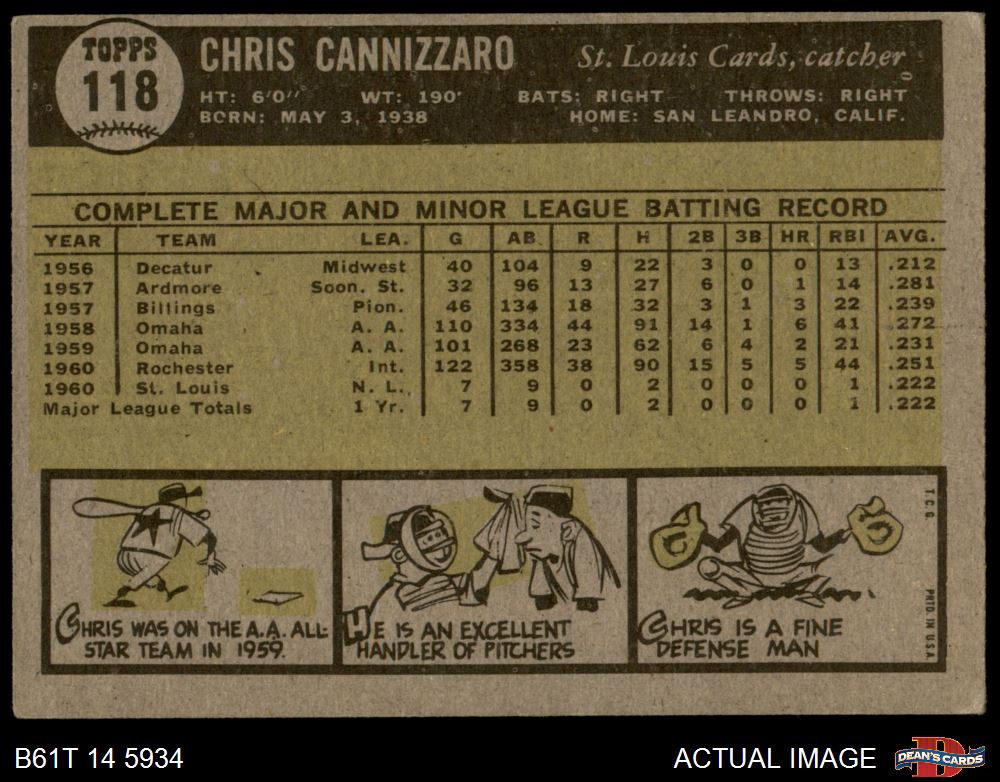 TOPPS
118
CHRIS CANNIZZARO St. Louis Cards, catcher
HT: 6'0" WT: 190' BATS: RIGHT THROWS: RIGHT
BORN: MAY 3, 1938 HOME: SAN LEANDRO, CALIF.
COMPLETE MAJOR AND MINOR LEAGUE BATTING RECORD
YEAR TEAM LEA. G AB R H 2B 3B HR RBI AVG.
1956 Decatur Midwest 40 104 9 22 3 0 0 13 .212
1957 Ardmore Soon. St. 32 96 13 27 6 0 1 14 .281
1957 Billings Pion. 46 134 18 32 3 1 3 22 .239
1958 Omaha A. A. 110 334 44 91 14 1 6 41 .272
1959 Omaha A. A. 101 268 23 62 6 4 2 21 .231
1960 Rochester Int. 122 358 38 90 15 5 5 44 .251
1960 St. Louis N. L. 7 9 0 2 0 0 0 1 .222
Major League Totals 1 Yr. 7 9 0 2 0 0 0 1 .222
CHRIS WAS ON THE A.A. ALL-
STAR TEAM IN 1959.
HE IS AN EXCELLENT
HANDLER OF PITCHERS
CHRIS IS A FINE
DEFENSE MAN
T.C.G. PRTD. IN U.S.A.
B61T 14 5934 ACTUAL IMAGE
DEAN'S CARDS